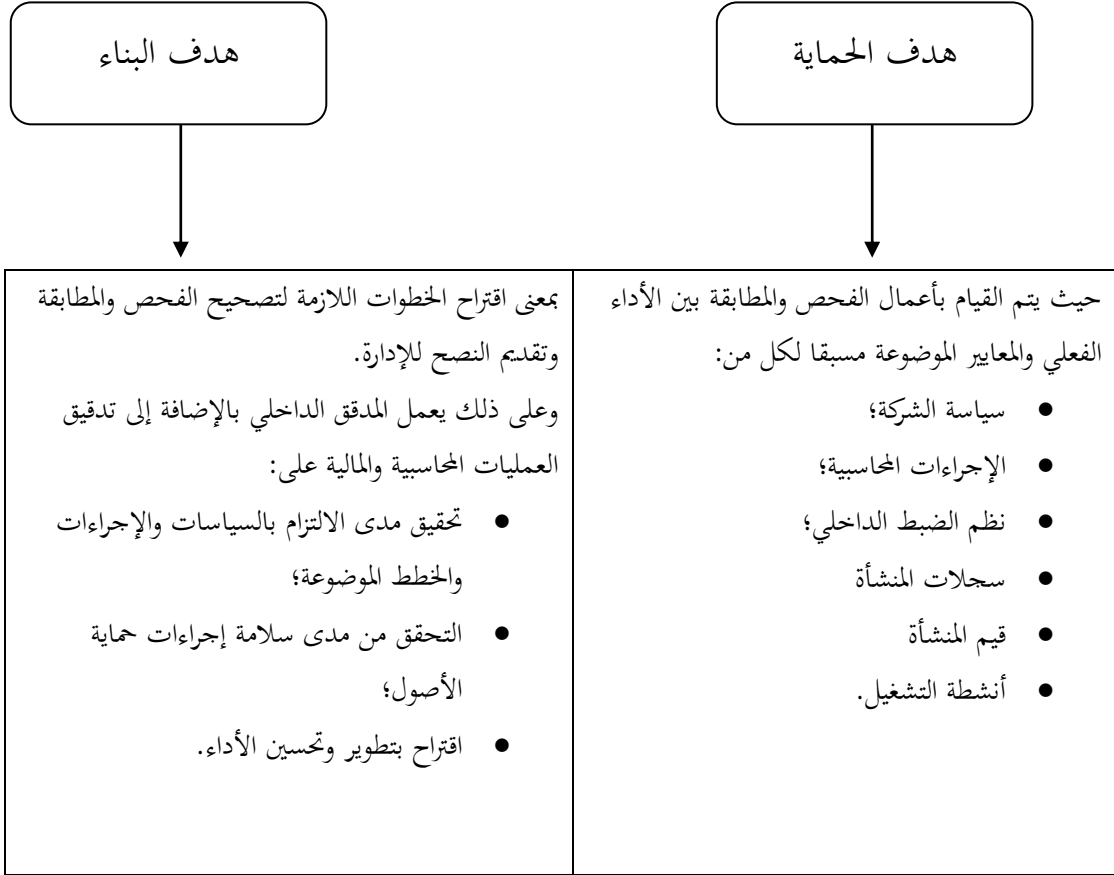 هدف الحماية
هدف البناء
حيث يتم القيام بأعمال الفحص والمطابقة بين الأداء
الفعلي والمعايير الموضوعة مسبقا لكل من:
● سياسة الشركة؛
● الإجراءات المحاسبية؛
● نظم الضبط الداخلي؛
● سجلات المنشأة
● قيم المنشأة
● أنشطة التشغيل.
بمعنى اقتراح الخطوات اللازمة لتصحيح الفحص والمطابقة
وتقديم النصح للإدارة.
وعلى ذلك يعمل المدقق الداخلي بالإضافة إلى تدقيق
العمليات المحاسبية والمالية على:
● تحقيق مدى الالتزام بالسياسات والإجراءات
والخطط الموضوعة؛
● التحقق من مدى سلامة إجراءات حماية
الأصول؛
● اقتراح بتطوير وتحسين الأداء.